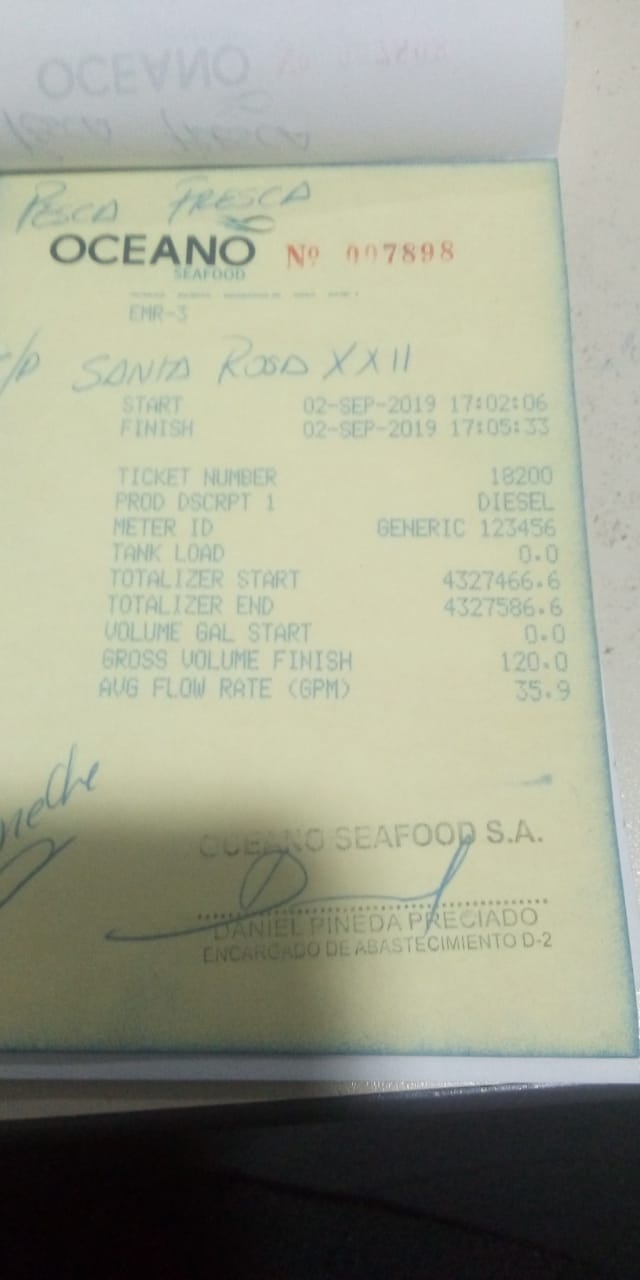 PESCA FRESCA
OCEANO Nº 007898
SEAFOOD
EMR-3
SANTA ROSA XXII
START 02-SEP-2019 17:02:06
FINISH 02-SEP-2019 17:05:33
TICKET NUMBER 18200
PROD DSCRPT 1 DIESEL
METER ID GENERIC 123456
TANK LOAD 0.0
TOTALIZER START 4327466.6
TOTALIZER END 4327586.6
VOLUME GAL START 0.0
GROSS VOLUME FINISH 120.0
AVG FLOW RATE (GPM) 35.9
OCEANO SEAFOOD S.A.
DANIEL PINEDA PRECIADO
ENCARGADO DE ABASTECIMIENTO D-2